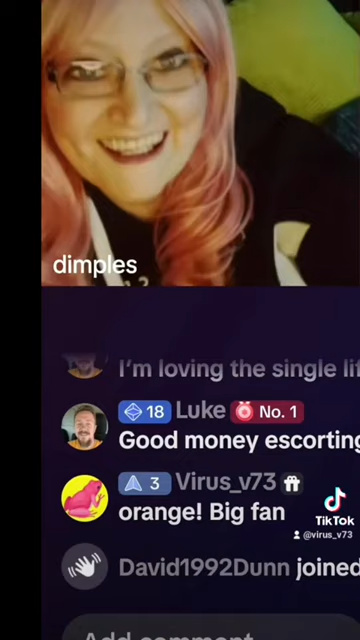 dimples
I'm loving the single lif
18 Luke No. 1
Good money escorting
3 Virus_v73
orange! Big fan
TikTok
@virus_v73
David1992Dunn joined
Add comment